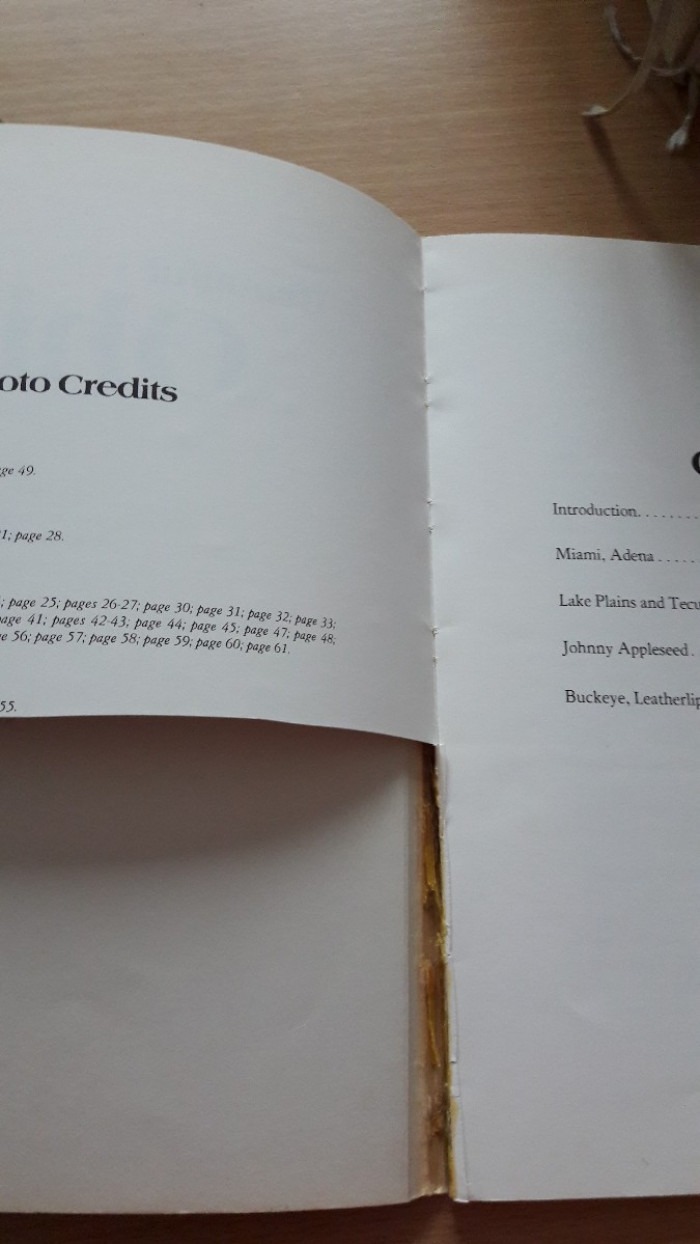 oto Credits
ge 49.
1; page 28.
; page 25; pages 26-27; page 30; page 31; page 32; page 33;
age 41; pages 42-43; page 44; page 45; page 47; page 48;
e 56; page 57; page 58; page 59; page 60; page 61.
55.
Introduction........
Miami, Adena......
Lake Plains and Tecu
Johnny Appleseed.
Buckeye, Leatherlip